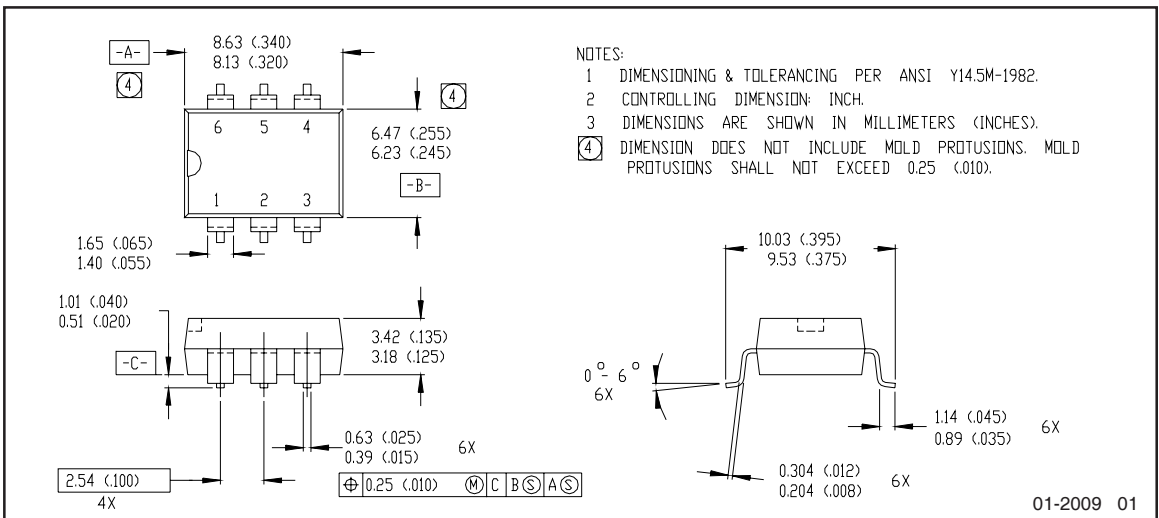 -A-
8.63 (.340)
8.13 (.320)
4
4
6 5 4
1 2 3
6.47 (.255)
6.23 (.245)
-B-
1.65 (.065)
1.40 (.055)
NOTES:
1 DIMENSIONING & TOLERANCING PER ANSI Y14.5M-1982.
2 CONTROLLING DIMENSION: INCH.
3 DIMENSIONS ARE SHOWN IN MILLIMETERS (INCHES).
4 DIMENSION DOES NOT INCLUDE MOLD PROTUSIONS. MOLD
PROTUSIONS SHALL NOT EXCEED 0.25 (.010).
1.01 (.040)
0.51 (.020)
-C-
3.42 (.135)
3.18 (.125)
0.63 (.025)
0.39 (.015)
6X
2.54 (.100)
4X
⌖ 0.25 (.010) Ⓜ C B Ⓢ A Ⓢ
10.03 (.395)
9.53 (.375)
0°- 6°
6X
1.14 (.045)
0.89 (.035)
6X
0.304 (.012)
0.204 (.008)
6X
01-2009 01